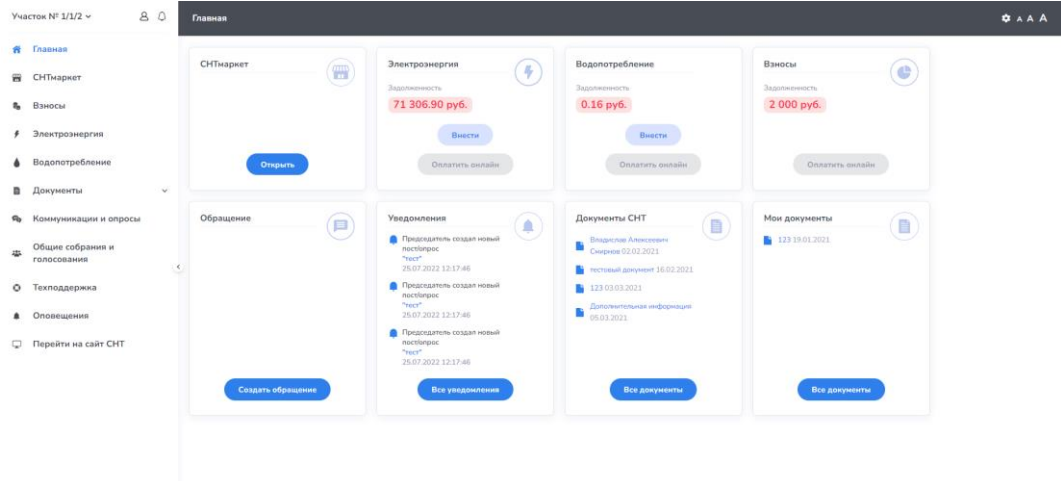 Участок № 1/1/2
Главная
СНТмаркет
Взносы
Электроэнергия
Водопотребление
Документы
Коммуникации и опросы
Общие собрания и
голосования
Техподдержка
Оповещения
Перейти на сайт СНТ
Главная
A A A
СНТмаркет
Открыть
Электроэнергия
Задолженность
71 306.90 руб.
Внести
Оплатить онлайн
Водопотребление
Задолженность
0.16 руб.
Внести
Оплатить онлайн
Взносы
Задолженность
2 000 руб.
Оплатить онлайн
Обращение
Создать обращение
Уведомления
Председатель создал новый
пост/опрос
"тест"
25.07.2022 12:17:46
Председатель создал новый
пост/опрос
"тест"
25.07.2022 12:17:46
Председатель создал новый
пост/опрос
"тест"
25.07.2022 12:17:46
Все уведомления
Документы СНТ
Владислав Алексеевич
Смирнов 02.02.2021
тестовый документ 16.02.2021
123 03.03.2021
Дополнительная информация
05.03.2021
Все документы
Мои документы
123 19.01.2021
Все документы